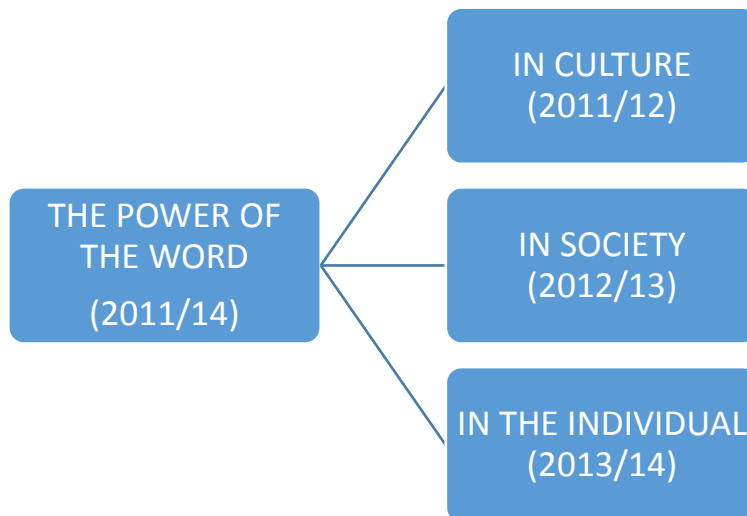 THE POWER OF
THE WORD
(2011/14)
IN CULTURE
(2011/12)
IN SOCIETY
(2012/13)
IN THE INDIVIDUAL
(2013/14)